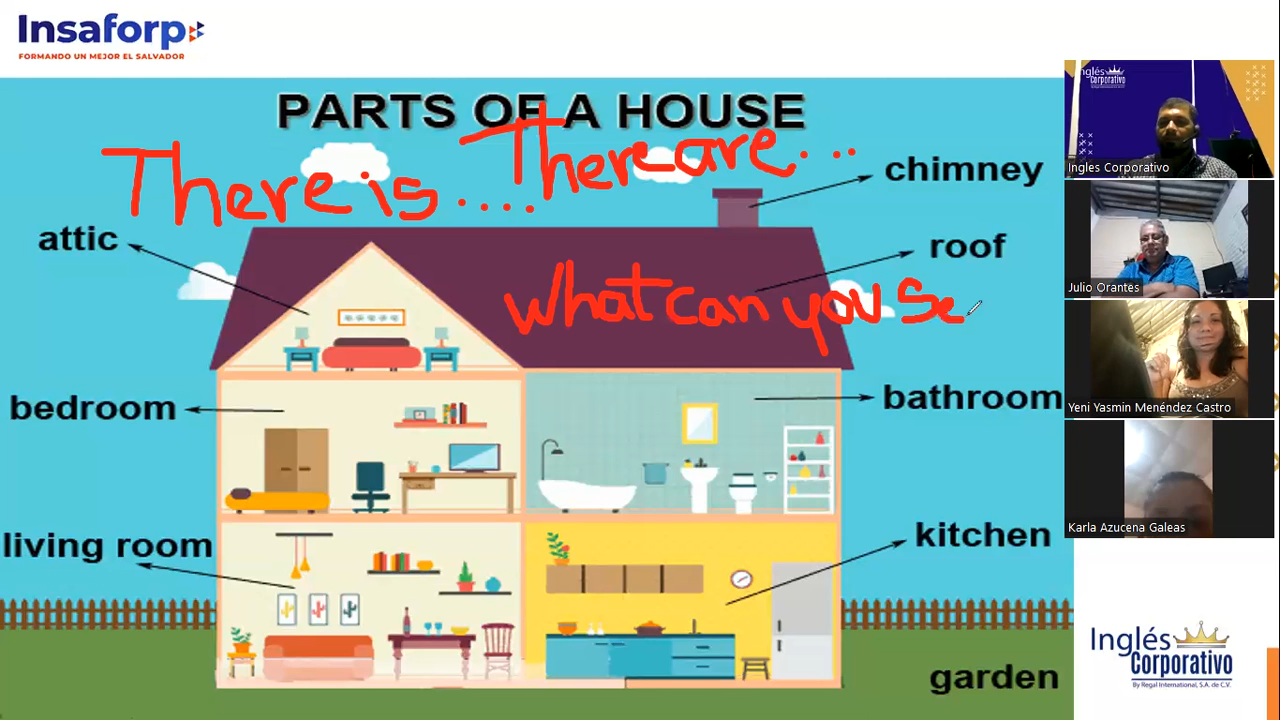 Insaforp
FORMANDO UN MEJOR EL SALVADOR
PARTS OF A HOUSE
There is .... There are...
chimney
attic
roof
What can you Se
bedroom
bathroom
living room
kitchen
garden
Inglés Corporativo
Ingles Corporativo
Julio Orantes
Yeni Yasmin Menéndez Castro
Karla Azucena Galeas
Inglés
Corporativo
By Regal International, S.A. de C.V.